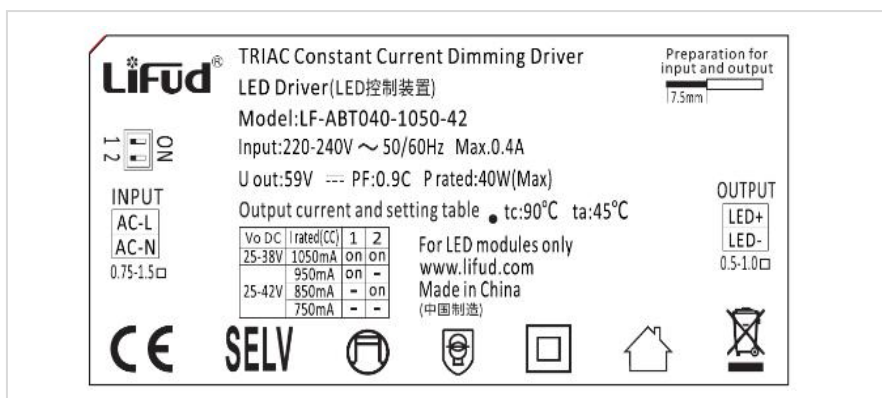 LiFud®
TRIAC Constant Current Dimming Driver
LED Driver(LED控制装置)
Model:LF-ABT040-1050-42
Input:220-240V ～ 50/60Hz Max.0.4A
U out:59V ⎓ PF:0.9C P rated:40W(Max)
Output current and setting table • tc:90℃ ta:45℃
Preparation for
input and output
7.5mm
ON
1 2
INPUT
AC-L
AC-N
0.75-1.5□
Vo DC I rated(CC) 1 2
25-38V 1050mA on on
950mA on -
25-42V 850mA - on
750mA - -
For LED modules only
www.lifud.com
Made in China
(中国制造)
OUTPUT
LED+
LED-
0.5-1.0□
CE SELV